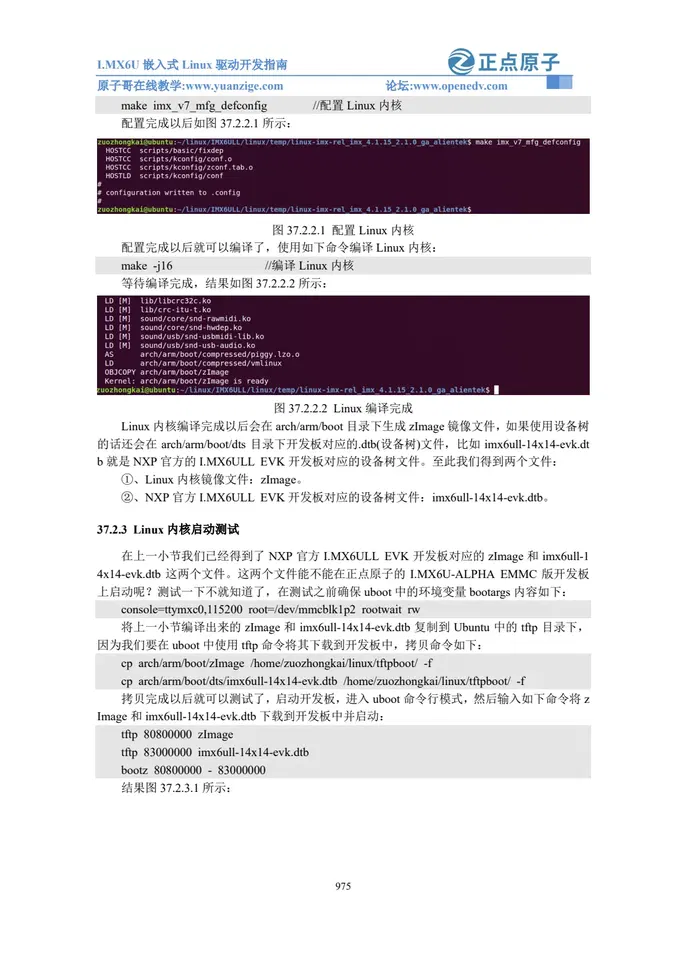 I.MX6U 嵌入式 Linux 驱动开发指南
正点原子
原子哥在线教学:www.yuanzige.com 论坛:www.openedv.com
make imx_v7_mfg_defconfig //配置 Linux 内核
配置完成以后如图 37.2.2.1 所示：
zuozhongkai@ubuntu:~/linux/IMX6ULL/linux/temp/linux-imx-rel_imx_4.1.15_2.1.0_ga_alientek$ make imx_v7_mfg_defconfig
HOSTCC scripts/basic/fixdep
HOSTCC scripts/kconfig/conf.o
HOSTCC scripts/kconfig/zconf.tab.o
HOSTLD scripts/kconfig/conf
#
# configuration written to .config
#
zuozhongkai@ubuntu:~/linux/IMX6ULL/linux/temp/linux-imx-rel_imx_4.1.15_2.1.0_ga_alientek$
图 37.2.2.1 配置 Linux 内核
配置完成以后就可以编译了，使用如下命令编译 Linux 内核：
make -j16 //编译 Linux 内核
等待编译完成，结果如图 37.2.2.2 所示：
LD [M] lib/libcrc32c.ko
LD [M] lib/crc-itu-t.ko
LD [M] sound/core/snd-rawmidi.ko
LD [M] sound/core/snd-hwdep.ko
LD [M] sound/usb/snd-usbmidi-lib.ko
LD [M] sound/usb/snd-usb-audio.ko
AS arch/arm/boot/compressed/piggy.lzo.o
LD arch/arm/boot/compressed/vmlinux
OBJCOPY arch/arm/boot/zImage
Kernel: arch/arm/boot/zImage is ready
zuozhongkai@ubuntu:~/linux/IMX6ULL/linux/temp/linux-imx-rel_imx_4.1.15_2.1.0_ga_alientek$
图 37.2.2.2 Linux 编译完成
Linux 内核编译完成以后会在 arch/arm/boot 目录下生成 zImage 镜像文件，如果使用设备树
的话还会在 arch/arm/boot/dts 目录下开发板对应的.dtb(设备树)文件，比如 imx6ull-14x14-evk.dt
b 就是 NXP 官方的 I.MX6ULL EVK 开发板对应的设备树文件。至此我们得到两个文件：
①、Linux 内核镜像文件：zImage。
②、NXP 官方 I.MX6ULL EVK 开发板对应的设备树文件：imx6ull-14x14-evk.dtb。
37.2.3 Linux 内核启动测试
在上一小节我们已经得到了 NXP 官方 I.MX6ULL EVK 开发板对应的 zImage 和 imx6ull-1
4x14-evk.dtb 这两个文件。这两个文件能不能在正点原子的 I.MX6U-ALPHA EMMC 版开发板
上启动呢？测试一下不就知道了，在测试之前确保 uboot 中的环境变量 bootargs 内容如下：
console=ttymxc0,115200 root=/dev/mmcblk1p2 rootwait rw
将上一小节编译出来的 zImage 和 imx6ull-14x14-evk.dtb 复制到 Ubuntu 中的 tftp 目录下，
因为我们要在 uboot 中使用 tftp 命令将其下载到开发板中，拷贝命令如下：
cp arch/arm/boot/zImage /home/zuozhongkai/linux/tftpboot/ -f
cp arch/arm/boot/dts/imx6ull-14x14-evk.dtb /home/zuozhongkai/linux/tftpboot/ -f
拷贝完成以后就可以测试了，启动开发板，进入 uboot 命令行模式，然后输入如下命令将 z
Image 和 imx6ull-14x14-evk.dtb 下载到开发板中并启动：
tftp 80800000 zImage
tftp 83000000 imx6ull-14x14-evk.dtb
bootz 80800000 - 83000000
结果图 37.2.3.1 所示：
975